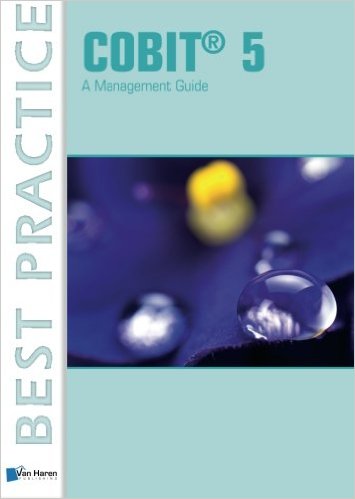 COBIT® 5
A Management Guide
BEST PRACTICE
Van Haren
PUBLISHING